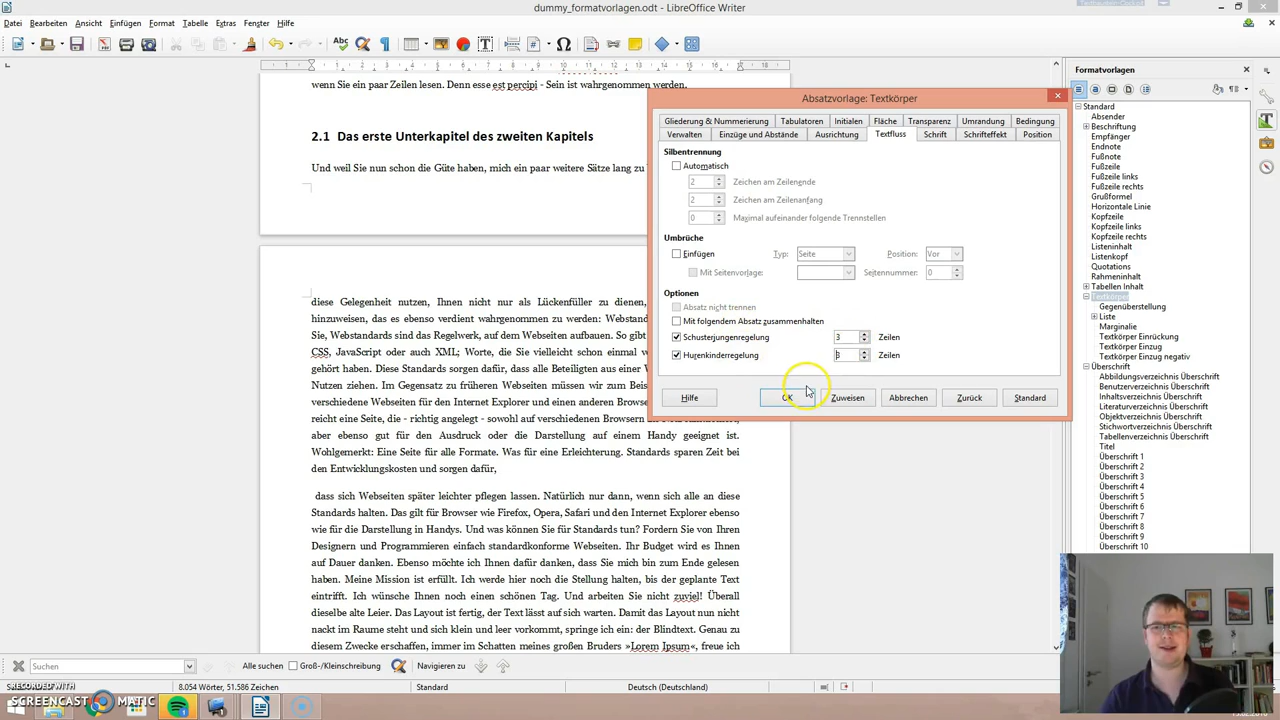 dummy_formatvorlagen.odt - LibreOffice Writer
Datei Bearbeiten Ansicht Einfügen Format Tabelle Extras Fenster Hilfe
wenn Sie ein paar Zeilen lesen. Denn esse est percipi - Sein ist wahrgenommen werden.
2.1 Das erste Unterkapitel des zweiten Kapitels
Und weil Sie nun schon die Güte haben, mich ein paar weitere Sätze lang zu
diese Gelegenheit nutzen, Ihnen nicht nur als Lückenfüller zu dienen,
hinzuweisen, das es ebenso verdient wahrgenommen zu werden: Webstand
Sie, Webstandards sind das Regelwerk, auf dem Webseiten aufbauen. So gibt
CSS, JavaScript oder auch XML; Worte, die Sie vielleicht schon einmal
gehört haben. Diese Standards sorgen dafür, dass alle Beteiligten aus einer
Nutzen ziehen. Im Gegensatz zu früheren Webseiten müssen wir zum Beis
Webseiten für den Internet Explorer und einen anderen Browser
reicht eine Seite, die - richtig angelegt - sowohl auf verschiedenen Browsern
aber ebenso gut für den Ausdruck oder die Darstellung auf einem Handy geeignet ist.
Wohlgemerkt: Eine Seite für alle Formate. Was für eine Erleichterung. Standards sparen Zeit bei
den Entwicklungskosten und sorgen dafür,
dass sich Webseiten später leichter pflegen lassen. Natürlich nur dann, wenn sich alle an diese
Standards halten. Das gilt für Browser wie Firefox, Opera, Safari und den Internet Explorer ebenso
wie für die Darstellung in Handys. Und was können Sie für Standards tun? Fordern Sie von Ihren
Designern und Programmieren einfach standardkonforme Webseiten. Ihr Budget wird es Ihnen
auf Dauer danken. Ebenso möchte ich Ihnen dafür danken, dass Sie mich bin zum Ende gelesen
haben. Meine Mission ist erfüllt. Ich werde hier noch die Stellung halten, bis der geplante Text
eintrifft. Ich wünsche Ihnen noch einen schönen Tag. Und arbeiten Sie nicht zuviel! Überall
dieselbe alte Leier. Das Layout ist fertig, der Text lässt auf sich warten. Damit das Layout nun nicht
nackt im Raume steht und sich klein und leer vorkommt, springe ich ein: der Blindtext. Genau zu
diesem Zwecke erschaffen, immer im Schatten meines großen Bruders »Lorem Ipsum«, freue ich
Absatzvorlage: Textkörper
Gliederung & Nummerierung Tabulatoren Initialen Fläche Transparenz Umrandung Bedingung
Verwalten Einzüge und Abstände Ausrichtung Textfluss Schrift Schrifteffekt Position
Silbentrennung
Automatisch
2 Zeichen am Zeilenende
2 Zeichen am Zeilenanfang
0 Maximal aufeinander folgende Trennstellen
Umbrüche
Einfügen Typ: Seite Position: Vor
Mit Seitenvorlage: Seitennummer: 0
Optionen
Absatz nicht trennen
Mit folgendem Absatz zusammenhalten
Schusterjungenregelung 3 Zeilen
Hurenkinderregelung 3 Zeilen
Hilfe OK Zuweisen Abbrechen Zurück Standard
Formatvorlagen
Standard
Absender
Beschriftung
Empfänger
Endnote
Fußnote
Fußzeile
Fußzeile links
Fußzeile rechts
Grußformel
Horizontale Linie
Kopfzeile
Kopfzeile links
Kopfzeile rechts
Listeninhalt
Listenkopf
Quotations
Rahmeninhalt
Tabellen Inhalt
Textkörper
Gegenüberstellung
Liste
Marginalie
Textkörper Einrückung
Textkörper Einzug
Textkörper Einzug negativ
Überschrift
Abbildungsverzeichnis Überschrift
Benutzerverzeichnis Überschrift
Inhaltsverzeichnis Überschrift
Literaturverzeichnis Überschrift
Objektverzeichnis Überschrift
Stichwortverzeichnis Überschrift
Tabellenverzeichnis Überschrift
Titel
Überschrift 1
Überschrift 2
Überschrift 3
Überschrift 4
Überschrift 5
Überschrift 6
Überschrift 7
Überschrift 8
Überschrift 9
Überschrift 10
Suchen Alle suchen Groß-/Kleinschreibung Navigieren zu
8.054 Wörter, 51.586 Zeichen Standard Deutsch (Deutschland)
RECORDED WITH
SCREENCAST MATIC